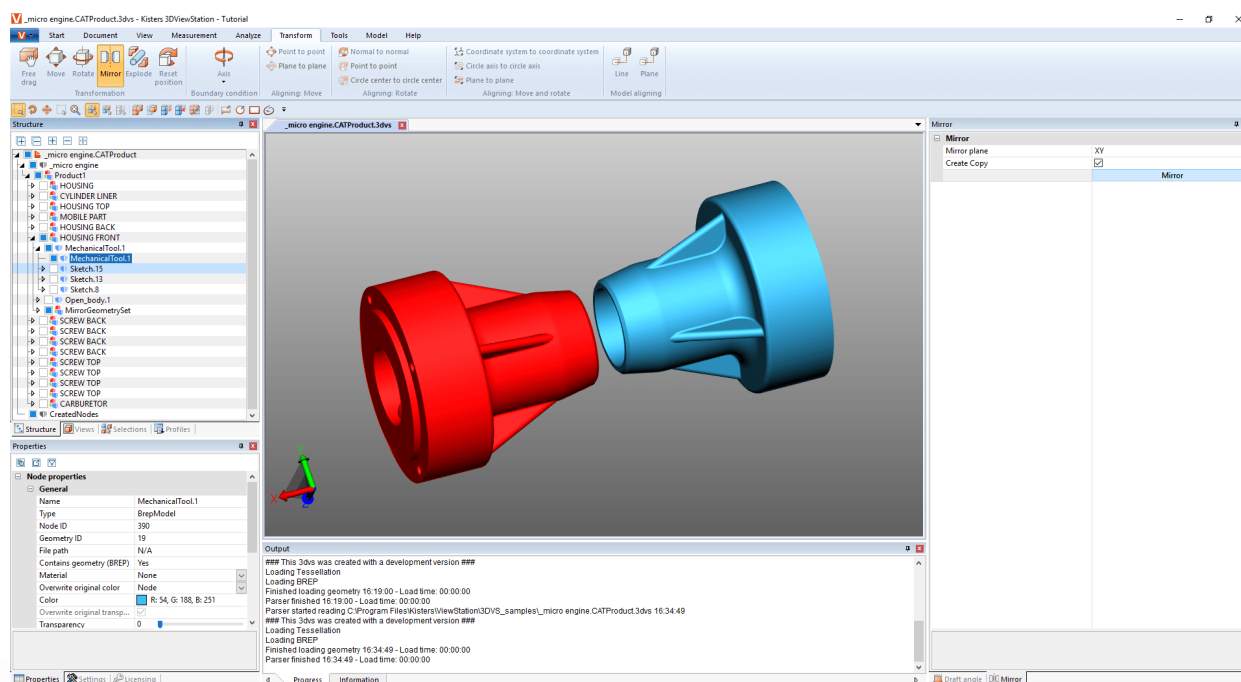 _micro engine.CATProduct.3dvs - Kisters 3DViewStation - Tutorial
Start Document View Measurement Analyze Transform Tools Model Help
Free drag
Move
Rotate
Mirror
Explode
Reset position
Transformation
Axis
Boundary condition
Point to point
Plane to plane
Aligning: Move
Normal to normal
Point to point
Circle center to circle center
Aligning: Rotate
Coordinate system to coordinate system
Circle axis to circle axis
Plane to plane
Aligning: Move and rotate
Line
Plane
Model aligning
Structure
_micro engine.CATProduct
_micro engine
Product1
HOUSING
CYLINDER LINER
HOUSING TOP
MOBILE PART
HOUSING BACK
HOUSING FRONT
MechanicalTool.1
MechanicalTool.1
Sketch.15
Sketch.13
Sketch.8
Open_body.1
MirrorGeometrySet
SCREW BACK
SCREW BACK
SCREW BACK
SCREW BACK
SCREW TOP
SCREW TOP
SCREW TOP
SCREW TOP
CARBURETOR
CreatedNodes
Structure Views Selections Profiles
Properties
Node properties
General
Name MechanicalTool.1
Type BrepModel
Node ID 390
Geometry ID 19
File path N/A
Contains geometry (BREP) Yes
Material None
Overwrite original color Node
Color R: 54, G: 188, B: 251
Overwrite original transp...
Transparency 0
Properties Settings Licensing
_micro engine.CATProduct.3dvs
X
Y
Z
Output
### This 3dvs was created with a development version ###
Loading Tessellation
Loading BREP
Finished loading geometry 16:19:00 - Load time: 00:00:00
Parser finished 16:19:00 - Load time: 00:00:00
Parser started reading C:\Program Files\Kisters\ViewStation\3DVS_samples\_micro engine.CATProduct.3dvs 16:34:49
### This 3dvs was created with a development version ###
Loading Tessellation
Loading BREP
Finished loading geometry 16:34:49 - Load time: 00:00:00
Parser finished 16:34:49 - Load time: 00:00:00
Progress Information
Mirror
Mirror
Mirror plane XY
Create Copy
Mirror
Draft angle Mirror